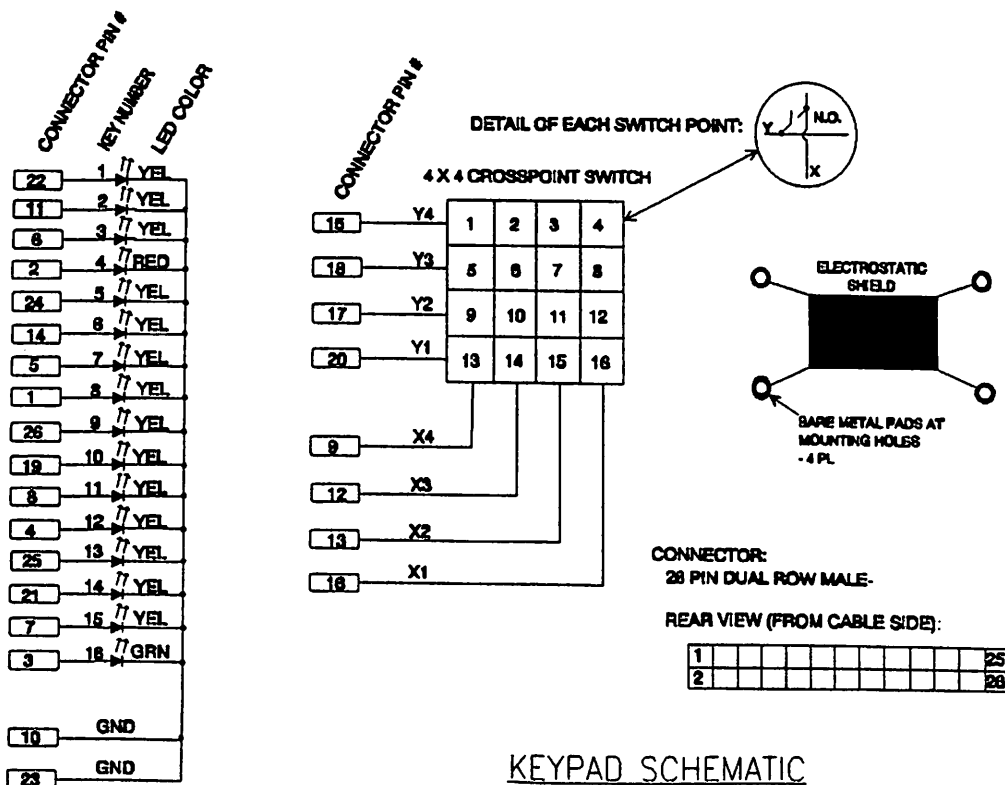 CONNECTOR PIN #
KEY NUMBER
LED COLOR
22 1 YEL
11 2 YEL
6 3 YEL
2 4 RED
24 5 YEL
14 6 YEL
5 7 YEL
1 8 YEL
26 9 YEL
19 10 YEL
8 11 YEL
4 12 YEL
25 13 YEL
21 14 YEL
7 15 YEL
3 16 GRN
10 GND
23 GND
CONNECTOR PIN #
DETAIL OF EACH SWITCH POINT:
Y N.O.
X
4 X 4 CROSSPOINT SWITCH
15 Y4 1 2 3 4
18 Y3 5 6 7 8
17 Y2 9 10 11 12
20 Y1 13 14 15 16
9 X4
12 X3
13 X2
16 X1
ELECTROSTATIC
SHIELD
BARE METAL PADS AT
MOUNTING HOLES
- 4 PL
CONNECTOR:
26 PIN DUAL ROW MALE-
REAR VIEW (FROM CABLE SIDE):
1 25
2 26
KEYPAD SCHEMATIC